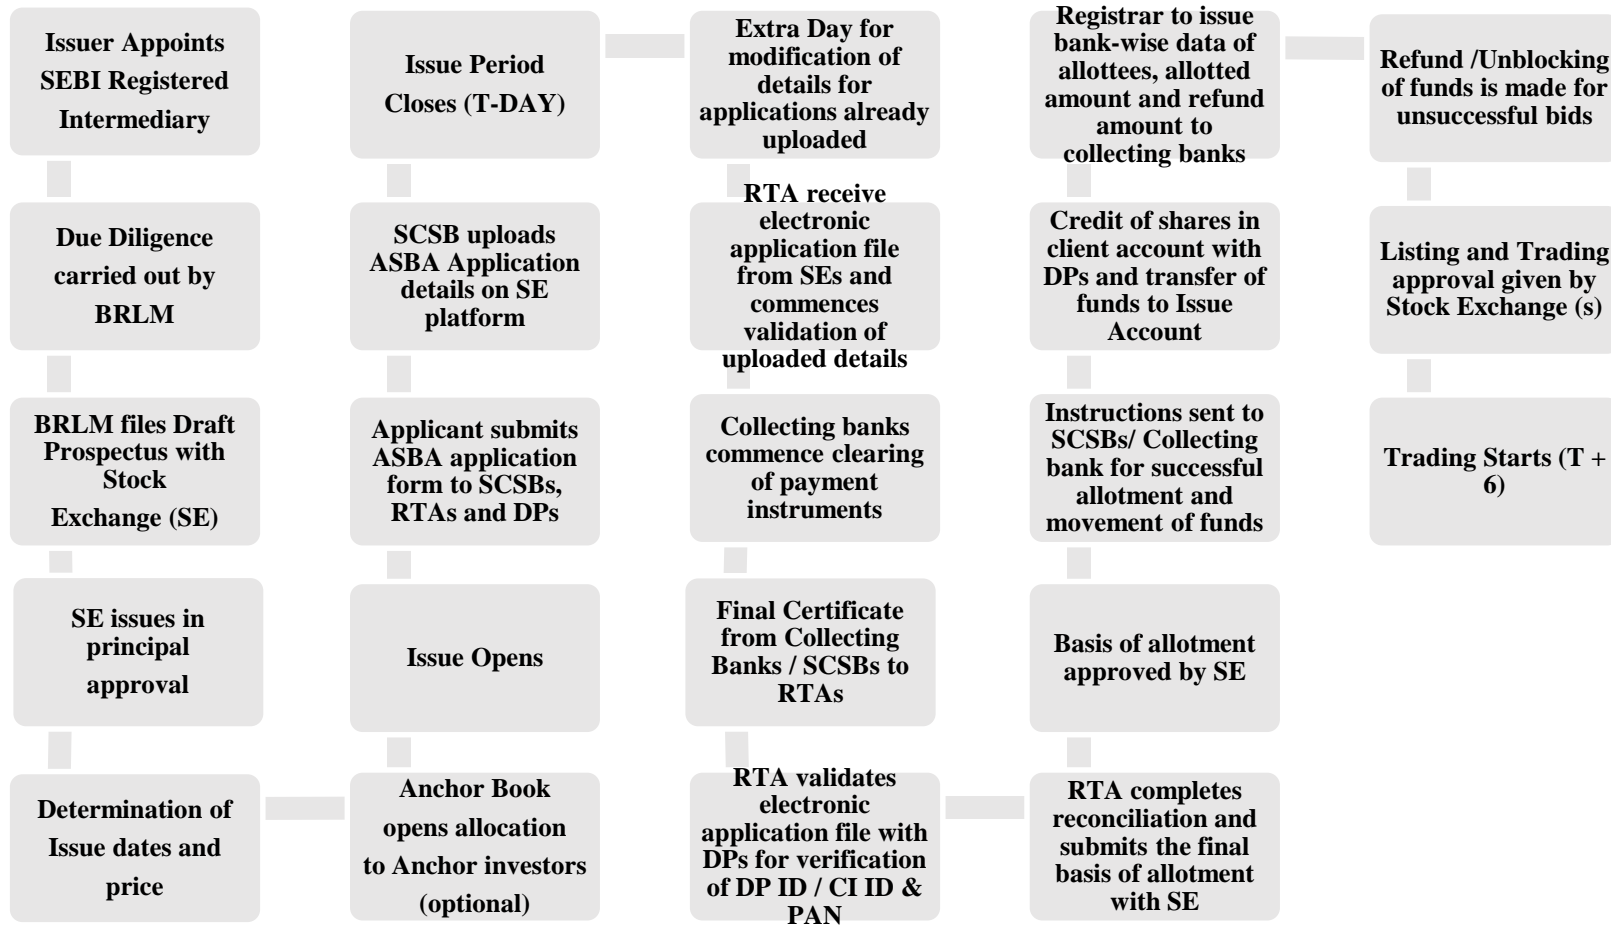 Issuer Appoints
SEBI Registered
Intermediary
Due Diligence
carried out by
BRLM
BRLM files Draft
Prospectus with
Stock
Exchange (SE)
SE issues in
principal
approval
Determination of
Issue dates and
price
Anchor Book
opens allocation
to Anchor investors
(optional)
Issue Opens
Applicant submits
ASBA application
form to SCSBs,
RTAs and DPs
SCSB uploads
ASBA Application
details on SE
platform
Issue Period
Closes (T-DAY)
Extra Day for
modification of
details for
applications already
uploaded
RTA receive
electronic
application file
from SEs and
commences
validation of
uploaded details
Collecting banks
commence clearing
of payment
instruments
Final Certificate
from Collecting
Banks / SCSBs to
RTAs
RTA validates
electronic
application file with
DPs for verification
of DP ID / CI ID &
PAN
RTA completes
reconciliation and
submits the final
basis of allotment
with SE
Basis of allotment
approved by SE
Instructions sent to
SCSBs/ Collecting
bank for successful
allotment and
movement of funds
Credit of shares in
client account with
DPs and transfer of
funds to Issue
Account
Registrar to issue
bank-wise data of
allottees, allotted
amount and refund
amount to
collecting banks
Refund /Unblocking
of funds is made for
unsuccessful bids
Listing and Trading
approval given by
Stock Exchange (s)
Trading Starts (T +
6)